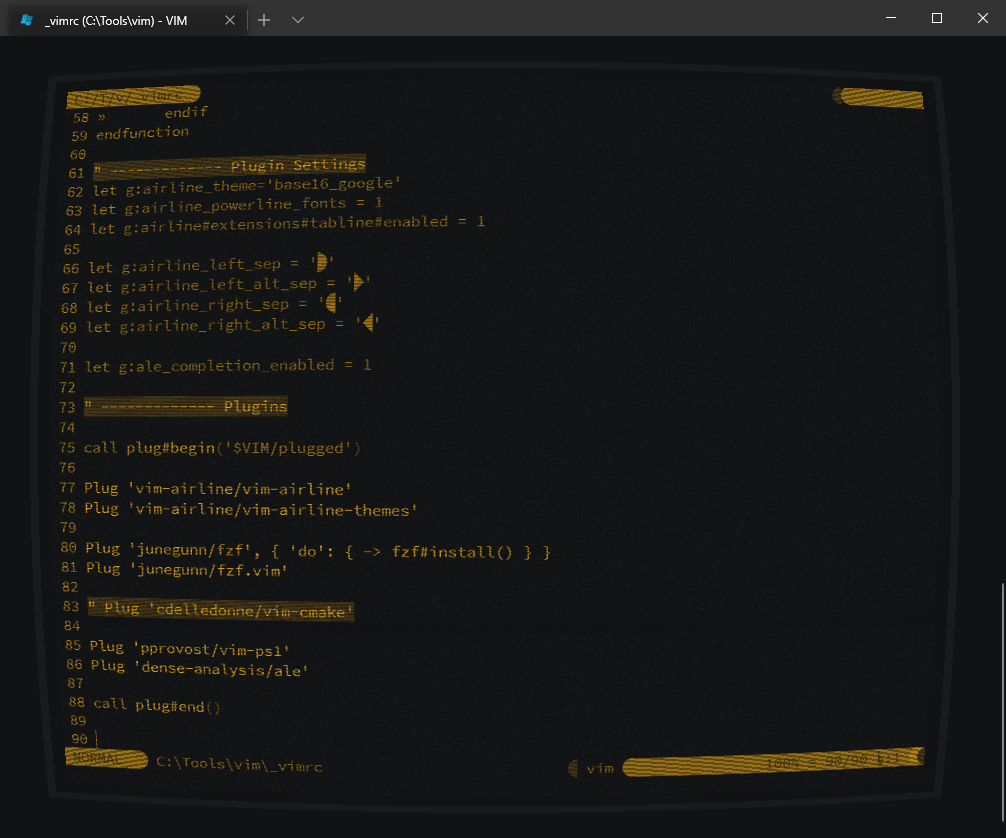 _vimrc (C:\Tools\vim) - VIM
58 » endif
59 endfunction
60
61 " ------------- Plugin Settings
62 let g:airline_theme='base16_google'
63 let g:airline_powerline_fonts = 1
64 let g:airline#extensions#tabline#enabled = 1
65
66 let g:airline_left_sep = ''
67 let g:airline_left_alt_sep = ''
68 let g:airline_right_sep = ''
69 let g:airline_right_alt_sep = ''
70
71 let g:ale_completion_enabled = 1
72
73 " ------------- Plugins
74
75 call plug#begin('$VIM/plugged')
76
77 Plug 'vim-airline/vim-airline'
78 Plug 'vim-airline/vim-airline-themes'
79
80 Plug 'junegunn/fzf', { 'do': { -> fzf#install() } }
81 Plug 'junegunn/fzf.vim'
82
83 " Plug 'cdelledonne/vim-cmake'
84
85 Plug 'pprovost/vim-ps1'
86 Plug 'dense-analysis/ale'
87
88 call plug#end()
89
90
NORMAL C:\Tools\vim\_vimrc vim 100% 90/90